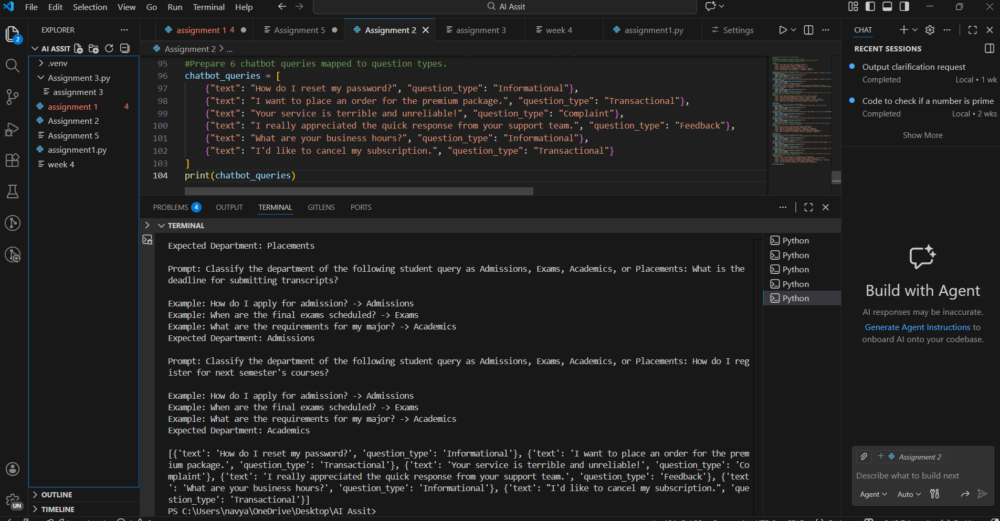 File Edit Selection View Go Run Terminal Help
AI Assit
EXPLORER
AI ASSIT
.venv
Assignment 3.py
assignment 3
assignment 1 4
Assignment 2
Assignment 5
assignment1.py
week 4
OUTLINE
TIMELINE
2
UN
assignment 1 4
Assignment 5
Assignment 2
assignment 3
week 4
assignment1.py
Settings
Assignment 2 > ...
95 #Prepare 6 chatbot queries mapped to question types.
96 chatbot_queries = [
97 {"text": "How do I reset my password?", "question_type": "Informational"},
98 {"text": "I want to place an order for the premium package.", "question_type": "Transactional"},
99 {"text": "Your service is terrible and unreliable!", "question_type": "Complaint"},
100 {"text": "I really appreciated the quick response from your support team.", "question_type": "Feedback"},
101 {"text": "What are your business hours?", "question_type": "Informational"},
102 {"text": "I'd like to cancel my subscription.", "question_type": "Transactional"}
103 ]
104 print(chatbot_queries)
PROBLEMS 4 OUTPUT TERMINAL GITLENS PORTS
TERMINAL
Expected Department: Placements
Prompt: Classify the department of the following student query as Admissions, Exams, Academics, or Placements: What is the
deadline for submitting transcripts?
Example: How do I apply for admission? -> Admissions
Example: When are the final exams scheduled? -> Exams
Example: What are the requirements for my major? -> Academics
Expected Department: Admissions
Prompt: Classify the department of the following student query as Admissions, Exams, Academics, or Placements: How do I reg
ister for next semester's courses?
Example: How do I apply for admission? -> Admissions
Example: When are the final exams scheduled? -> Exams
Example: What are the requirements for my major? -> Academics
Expected Department: Academics
[{'text': 'How do I reset my password?', 'question_type': 'Informational'}, {'text': 'I want to place an order for the prem
ium package.', 'question_type': 'Transactional'}, {'text': 'Your service is terrible and unreliable!', 'question_type': 'Co
mplaint'}, {'text': 'I really appreciated the quick response from your support team.', 'question_type': 'Feedback'}, {'text
': 'What are your business hours?', 'question_type': 'Informational'}, {'text': "I'd like to cancel my subscription.", 'que
stion_type': 'Transactional'}]
PS C:\Users\navya\OneDrive\Desktop\AI Assit>
Python
Python
Python
Python
Python
CHAT
RECENT SESSIONS
Output clarification request
Completed Local • 1 wk
Code to check if a number is prime
Completed Local • 2 wks
Show More
Build with Agent
AI responses may be inaccurate.
Generate Agent Instructions to
onboard AI onto your codebase.
Assignment 2
Describe what to build next
Agent Auto